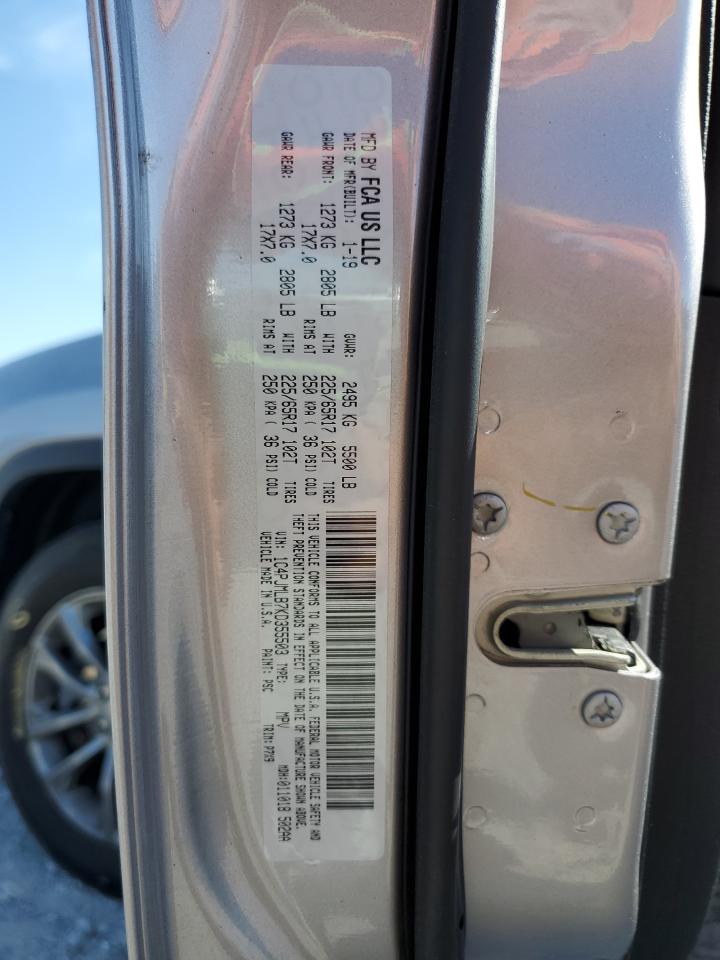 MFD BY FCA US LLC
DATE OF MFR(BUILT): 1-19 GVWR: 2495 KG 5500 LB
GAWR FRONT: 1273 KG 2805 LB WITH 225/65R17 102T TIRES
17X7.0 RIMS AT 250 KPA ( 36 PSI) COLD
GAWR REAR: 1273 KG 2805 LB WITH 225/65R17 102T TIRES
17X7.0 RIMS AT 250 KPA ( 36 PSI) COLD
THIS VEHICLE CONFORMS TO ALL APPLICABLE U.S.A. FEDERAL MOTOR VEHICLE SAFETY AND
THEFT PREVENTION STANDARDS IN EFFECT ON THE DATE OF MANUFACTURE SHOWN ABOVE.
VIN: 1C4PJMLB7KD355503 TYPE: MPV MDH:011018 502AA
VEHICLE MADE IN U.S.A. PAINT: PSC TRIM: P7X9